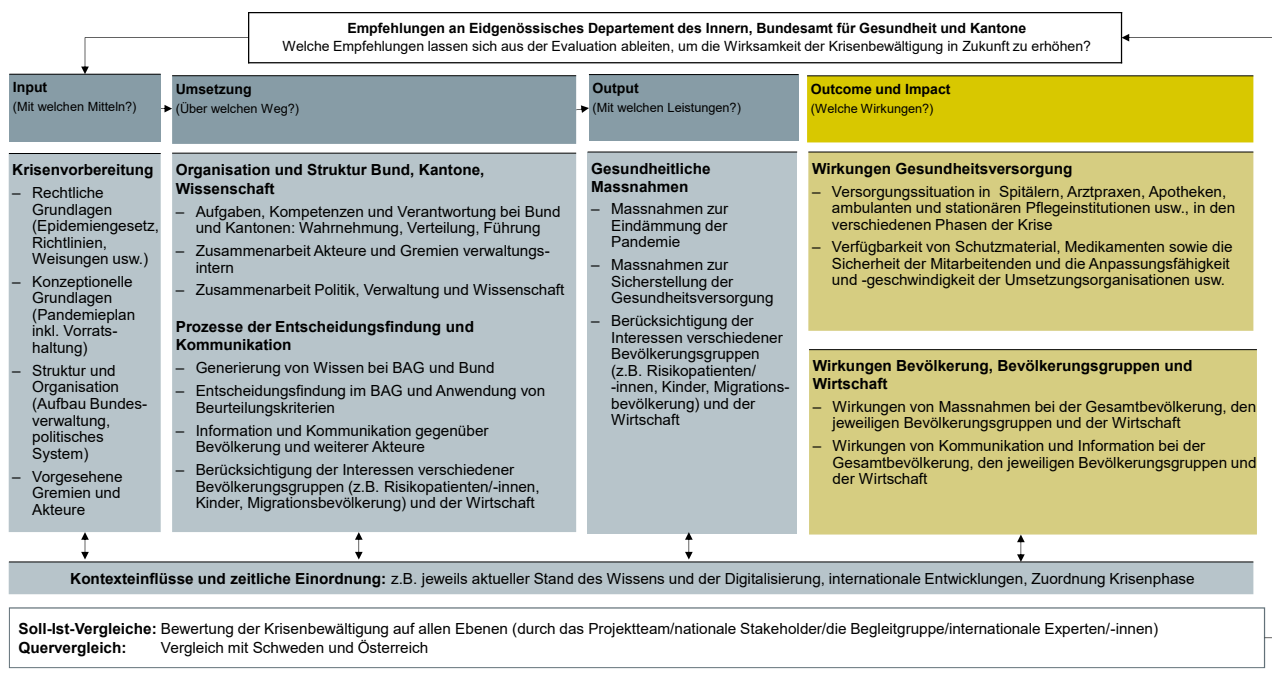 Empfehlungen an Eidgenössisches Departement des Innern, Bundesamt für Gesundheit und Kantone
Welche Empfehlungen lassen sich aus der Evaluation ableiten, um die Wirksamkeit der Krisenbewältigung in Zukunft zu erhöhen?
Input
(Mit welchen Mitteln?)
Umsetzung
(Über welchen Weg?)
Output
(Mit welchen Leistungen?)
Outcome und Impact
(Welche Wirkungen?)
Krisenvorbereitung
– Rechtliche
Grundlagen
(Epidemiengesetz,
Richtlinien,
Weisungen usw.)
– Konzeptionelle
Grundlagen
(Pandemieplan
inkl. Vorrats-
haltung)
– Struktur und
Organisation
(Aufbau Bundes-
verwaltung,
politisches
System)
– Vorgesehene
Gremien und
Akteure
Organisation und Struktur Bund, Kantone,
Wissenschaft
– Aufgaben, Kompetenzen und Verantwortung bei Bund
und Kantonen: Wahrnehmung, Verteilung, Führung
– Zusammenarbeit Akteure und Gremien verwaltungs-
intern
– Zusammenarbeit Politik, Verwaltung und Wissenschaft
Prozesse der Entscheidungsfindung und
Kommunikation
– Generierung von Wissen bei BAG und Bund
– Entscheidungsfindung im BAG und Anwendung von
Beurteilungskriterien
– Information und Kommunikation gegenüber
Bevölkerung und weiterer Akteure
– Berücksichtigung der Interessen verschiedener
Bevölkerungsgruppen (z.B. Risikopatienten/-innen,
Kinder, Migrationsbevölkerung) und der Wirtschaft
Gesundheitliche
Massnahmen
– Massnahmen zur
Eindämmung der
Pandemie
– Massnahmen zur
Sicherstellung der
Gesundheitsversorgung
– Berücksichtigung der
Interessen verschiedener
Bevölkerungsgruppen
(z.B. Risikopatienten/
-innen, Kinder, Migrations-
bevölkerung) und der
Wirtschaft
Wirkungen Gesundheitsversorgung
– Versorgungssituation in Spitälern, Arztpraxen, Apotheken,
ambulanten und stationären Pflegeinstitutionen usw., in den
verschiedenen Phasen der Krise
– Verfügbarkeit von Schutzmaterial, Medikamenten sowie die
Sicherheit der Mitarbeitenden und die Anpassungsfähigkeit
und -geschwindigkeit der Umsetzungsorganisationen usw.
Wirkungen Bevölkerung, Bevölkerungsgruppen und
Wirtschaft
– Wirkungen von Massnahmen bei der Gesamtbevölkerung, den
jeweiligen Bevölkerungsgruppen und der Wirtschaft
– Wirkungen von Kommunikation und Information bei der
Gesamtbevölkerung, den jeweiligen Bevölkerungsgruppen und
der Wirtschaft
Kontexteinflüsse und zeitliche Einordnung: z.B. jeweils aktueller Stand des Wissens und der Digitalisierung, internationale Entwicklungen, Zuordnung Krisenphase
Soll-Ist-Vergleiche: Bewertung der Krisenbewältigung auf allen Ebenen (durch das Projektteam/nationale Stakeholder/die Begleitgruppe/internationale Experten/-innen)
Quervergleich: Vergleich mit Schweden und Österreich